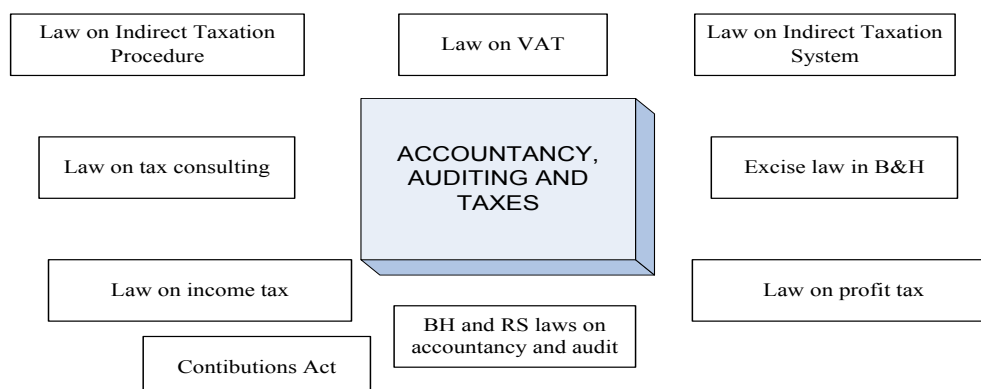 Law on Indirect Taxation
Procedure
Law on VAT
Law on Indirect Taxation
System
Law on tax consulting
ACCOUNTANCY,
AUDITING AND
TAXES
Excise law in B&H
Law on income tax
BH and RS laws on
accountancy and audit
Law on profit tax
Contibutions Act